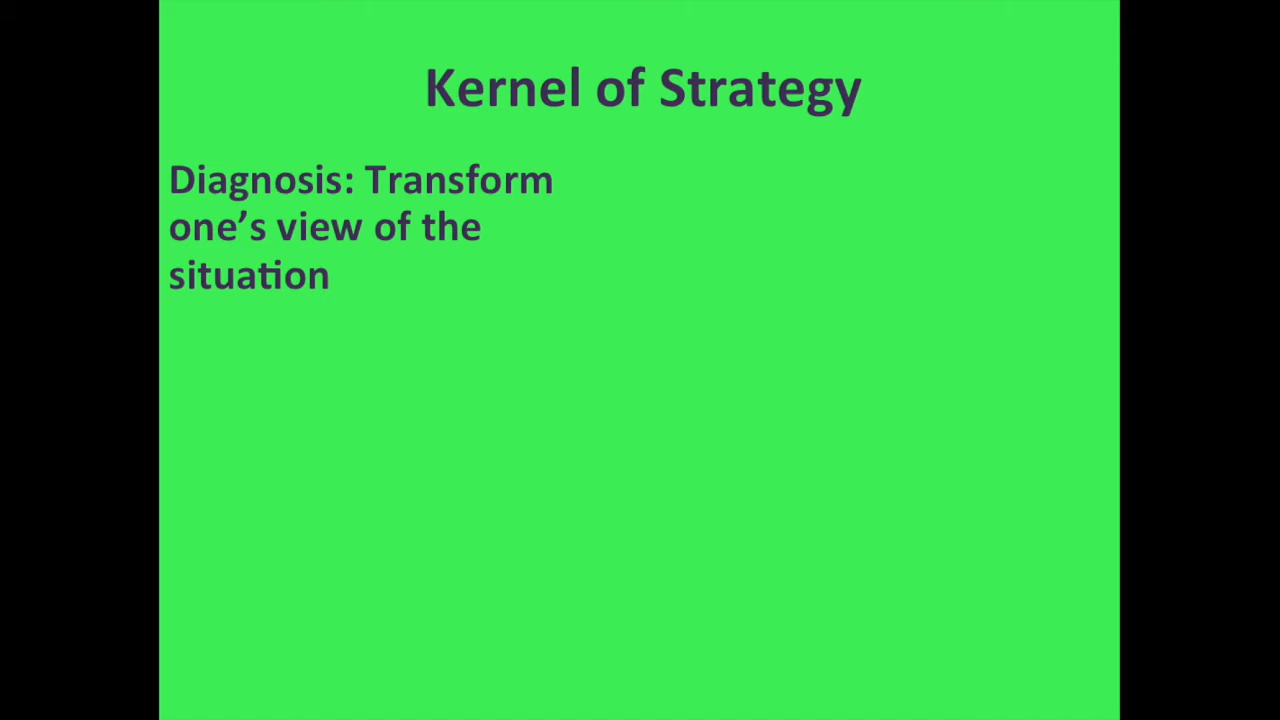 Kernel of Strategy
Diagnosis: Transform
one’s view of the
situation